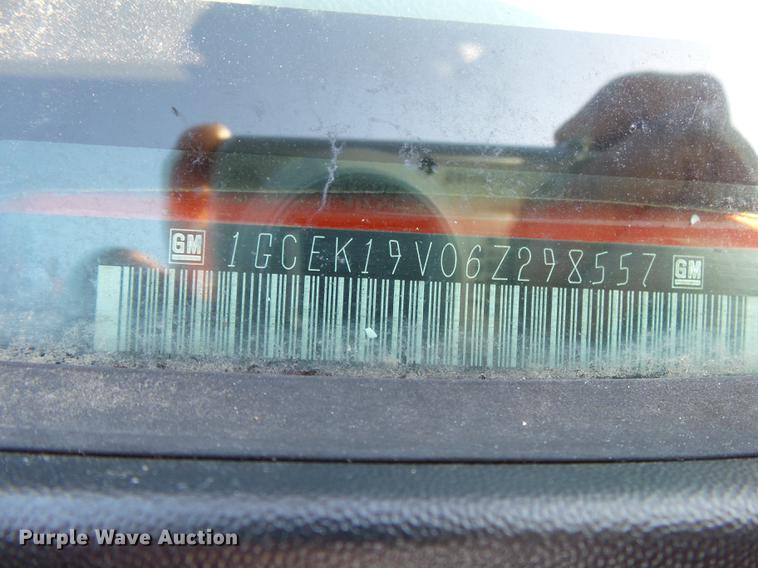 GM 1GCEK19V06Z298557 GM
Purple Wave Auction